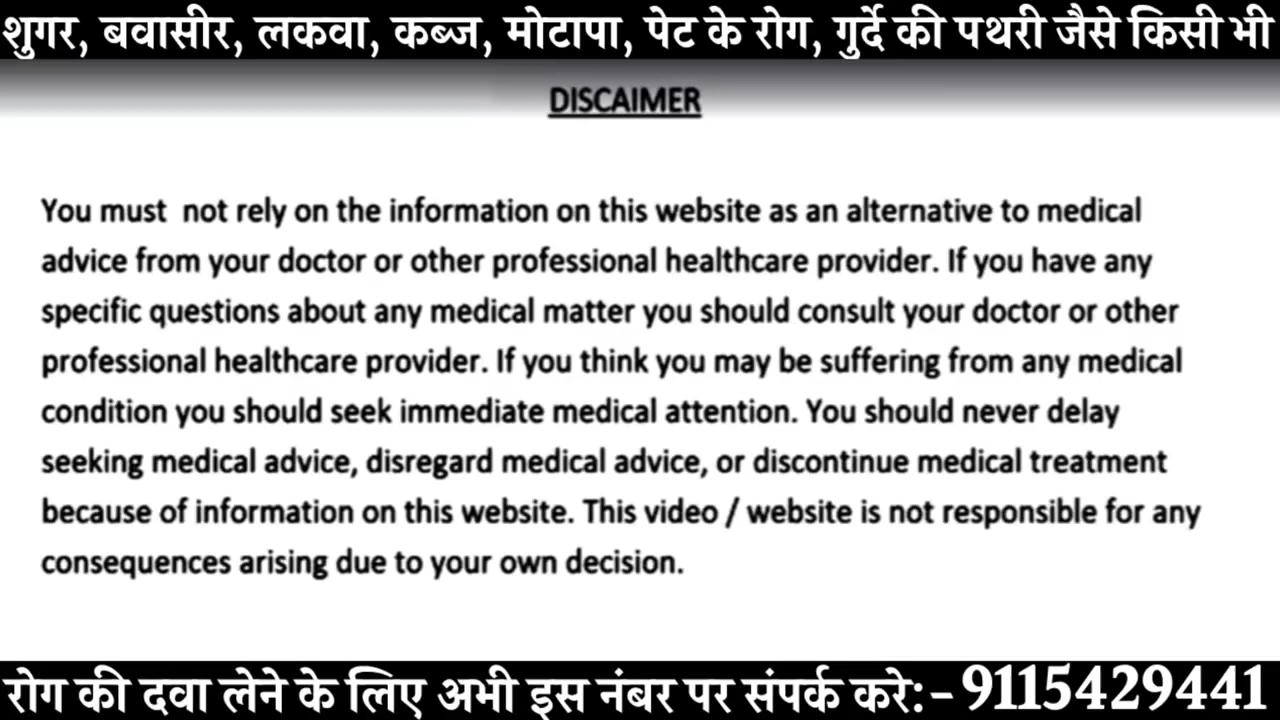 शुगर, बवासीर, लकवा, कब्ज, मोटापा, पेट के रोग, गुर्दे की पथरी जैसे किसी भी
DISCAIMER
You must  not rely on the information on this website as an alternative to medical
advice from your doctor or other professional healthcare provider. If you have any
specific questions about any medical matter you should consult your doctor or other
professional healthcare provider. If you think you may be suffering from any medical
condition you should seek immediate medical attention. You should never delay
seeking medical advice, disregard medical advice, or discontinue medical treatment
because of information on this website. This video / website is not responsible for any
consequences arising due to your own decision.
रोग की दवा लेने के लिए अभी इस नंबर पर संपर्क करे:-9115429441